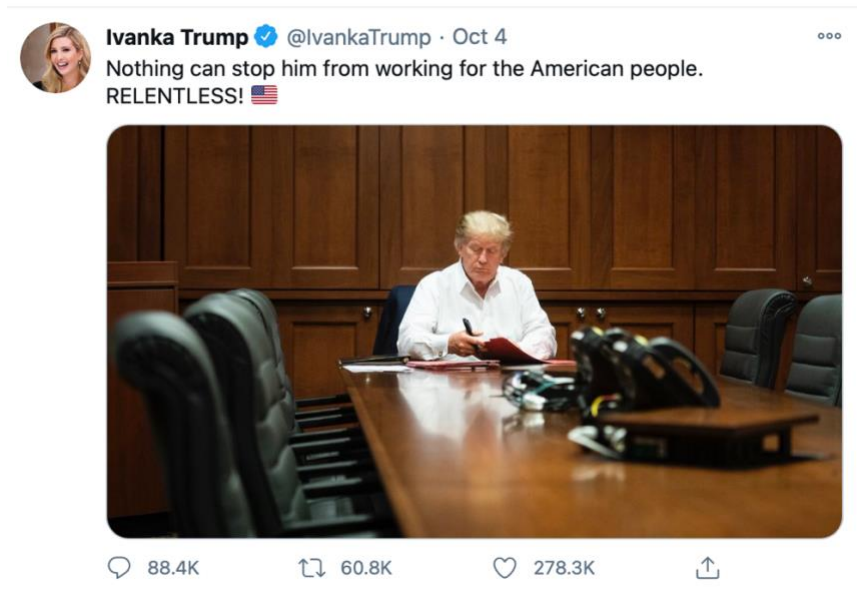 Ivanka Trump @IvankaTrump · Oct 4
Nothing can stop him from working for the American people.
RELENTLESS! 🇺🇸
88.4K 60.8K 278.3K